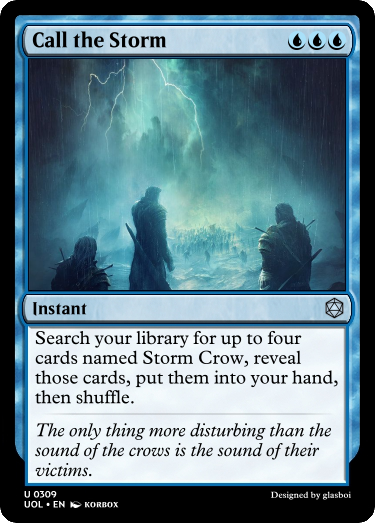 Call the Storm
Instant
Search your library for up to four
cards named Storm Crow, reveal
those cards, put them into your hand,
then shuffle.
The only thing more disturbing than the
sound of the crows is the sound of their
victims.
U 0309
UOL • EN KORBOX
Designed by glasboi